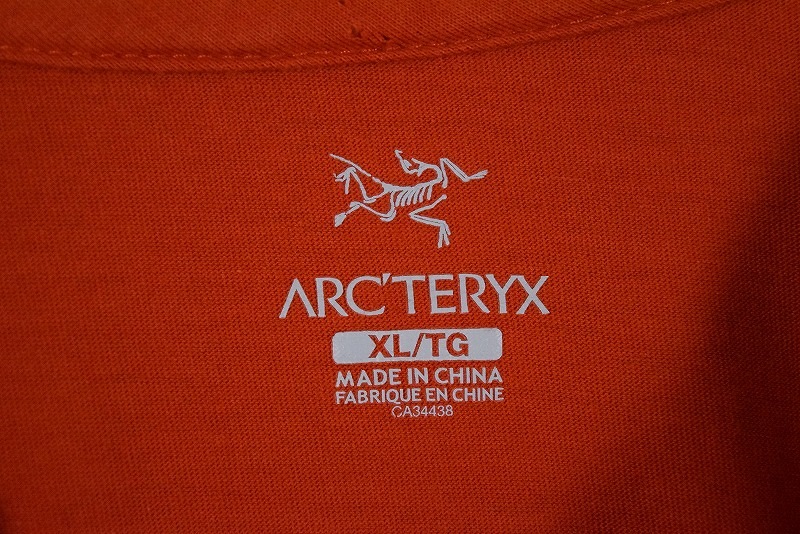 ARC'TERYX
XL/TG
MADE IN CHINA
FABRIQUE EN CHINE
CA34438